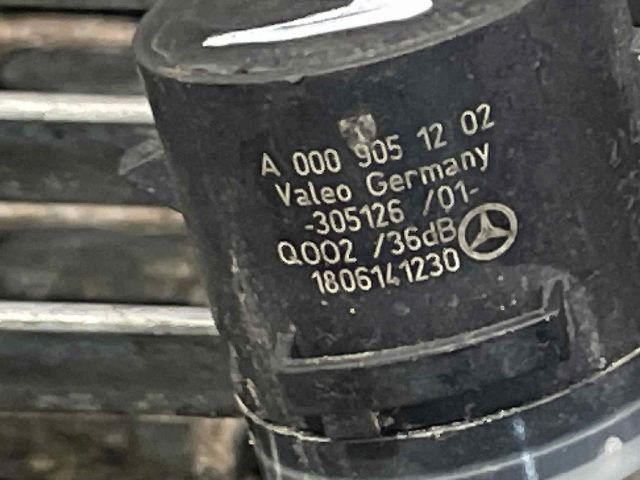 A 000 905 12 02
Valeo Germany
-305126 /01-
Q002 /36dB
1806141230